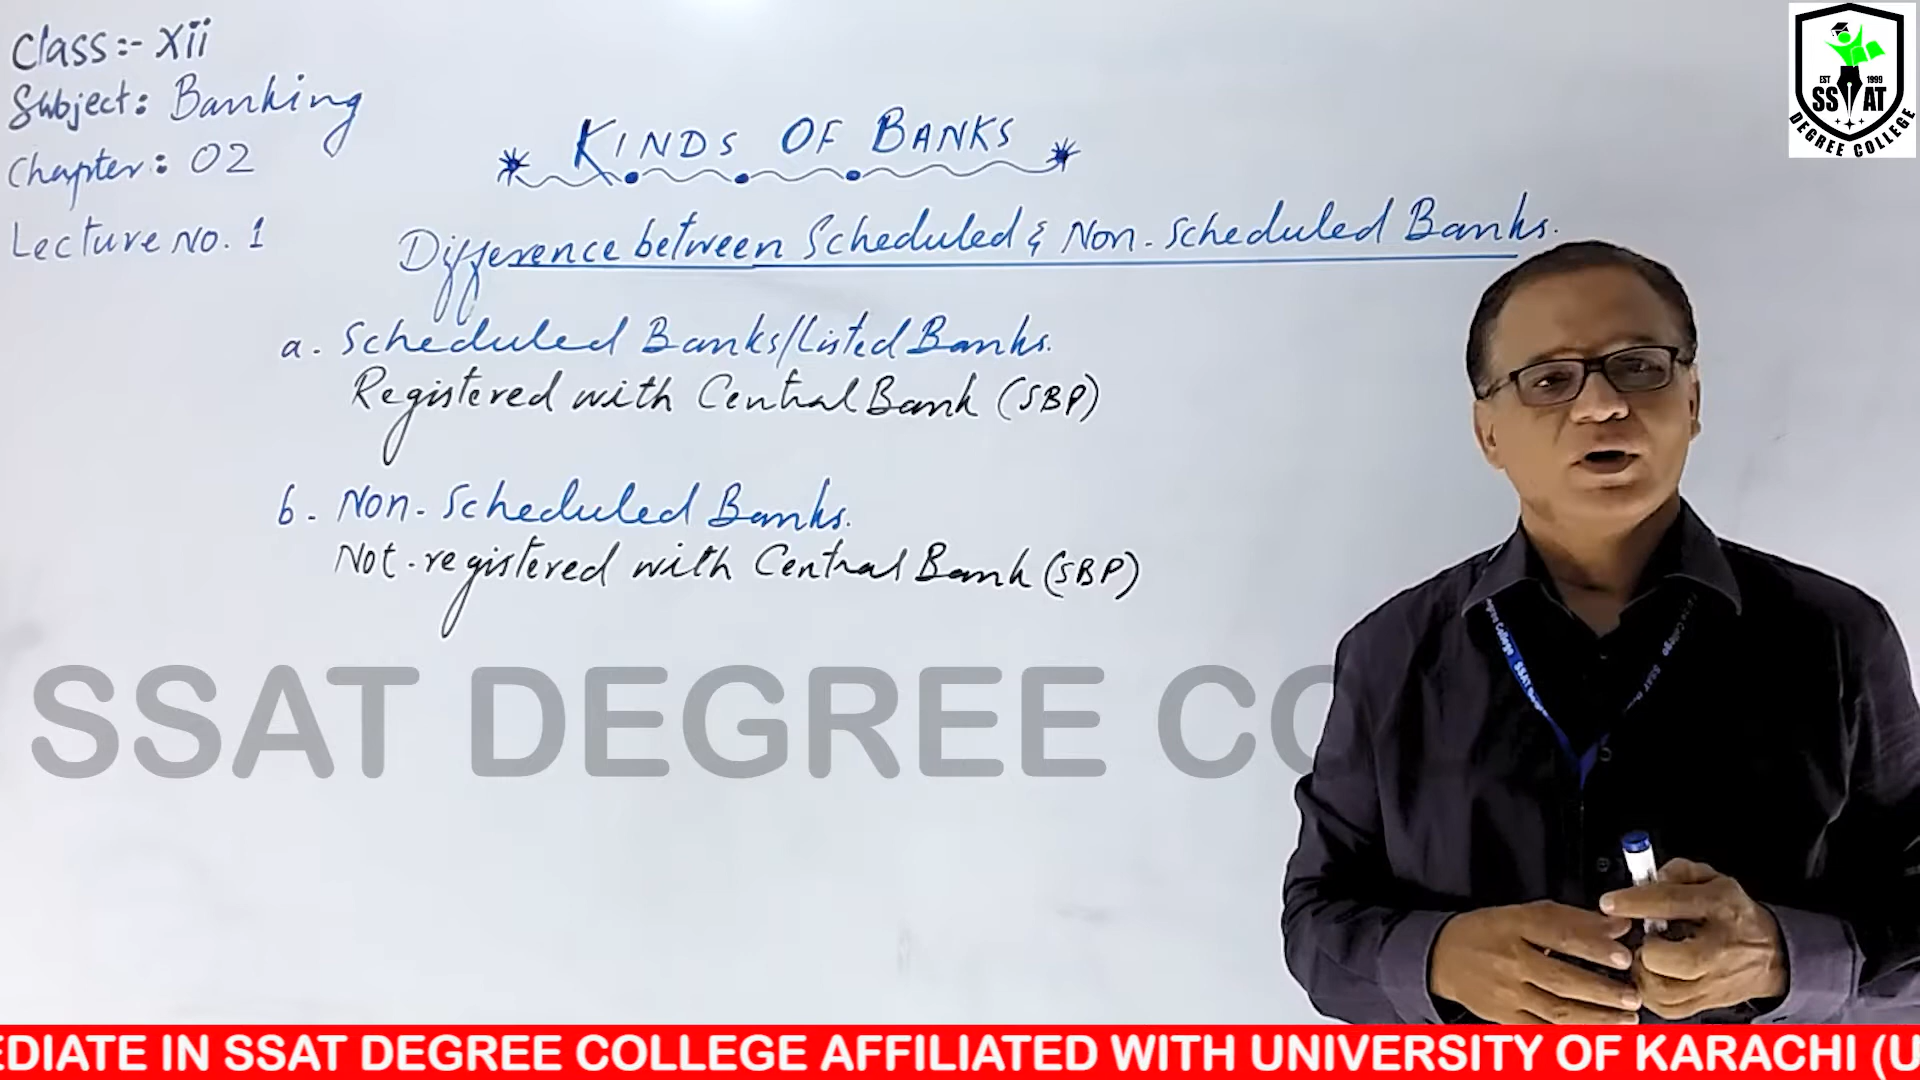 Class:- Xii
Subject: Banking
Chapter: 02
Lecture No. 1
KINDS OF BANKS
Difference between Scheduled & Non-Scheduled Banks.
a. Scheduled Banks/Listed Banks.
Registered with Central Bank (SBP)
b- Non-Scheduled Banks.
Not-registered with Central Bank (SBP)
SSAT DEGREE CO
EST 1999
SSAT
DEGREE COLLEGE
SSAT
EDIATE IN SSAT DEGREE COLLEGE AFFILIATED WITH UNIVERSITY OF KARACHI (U